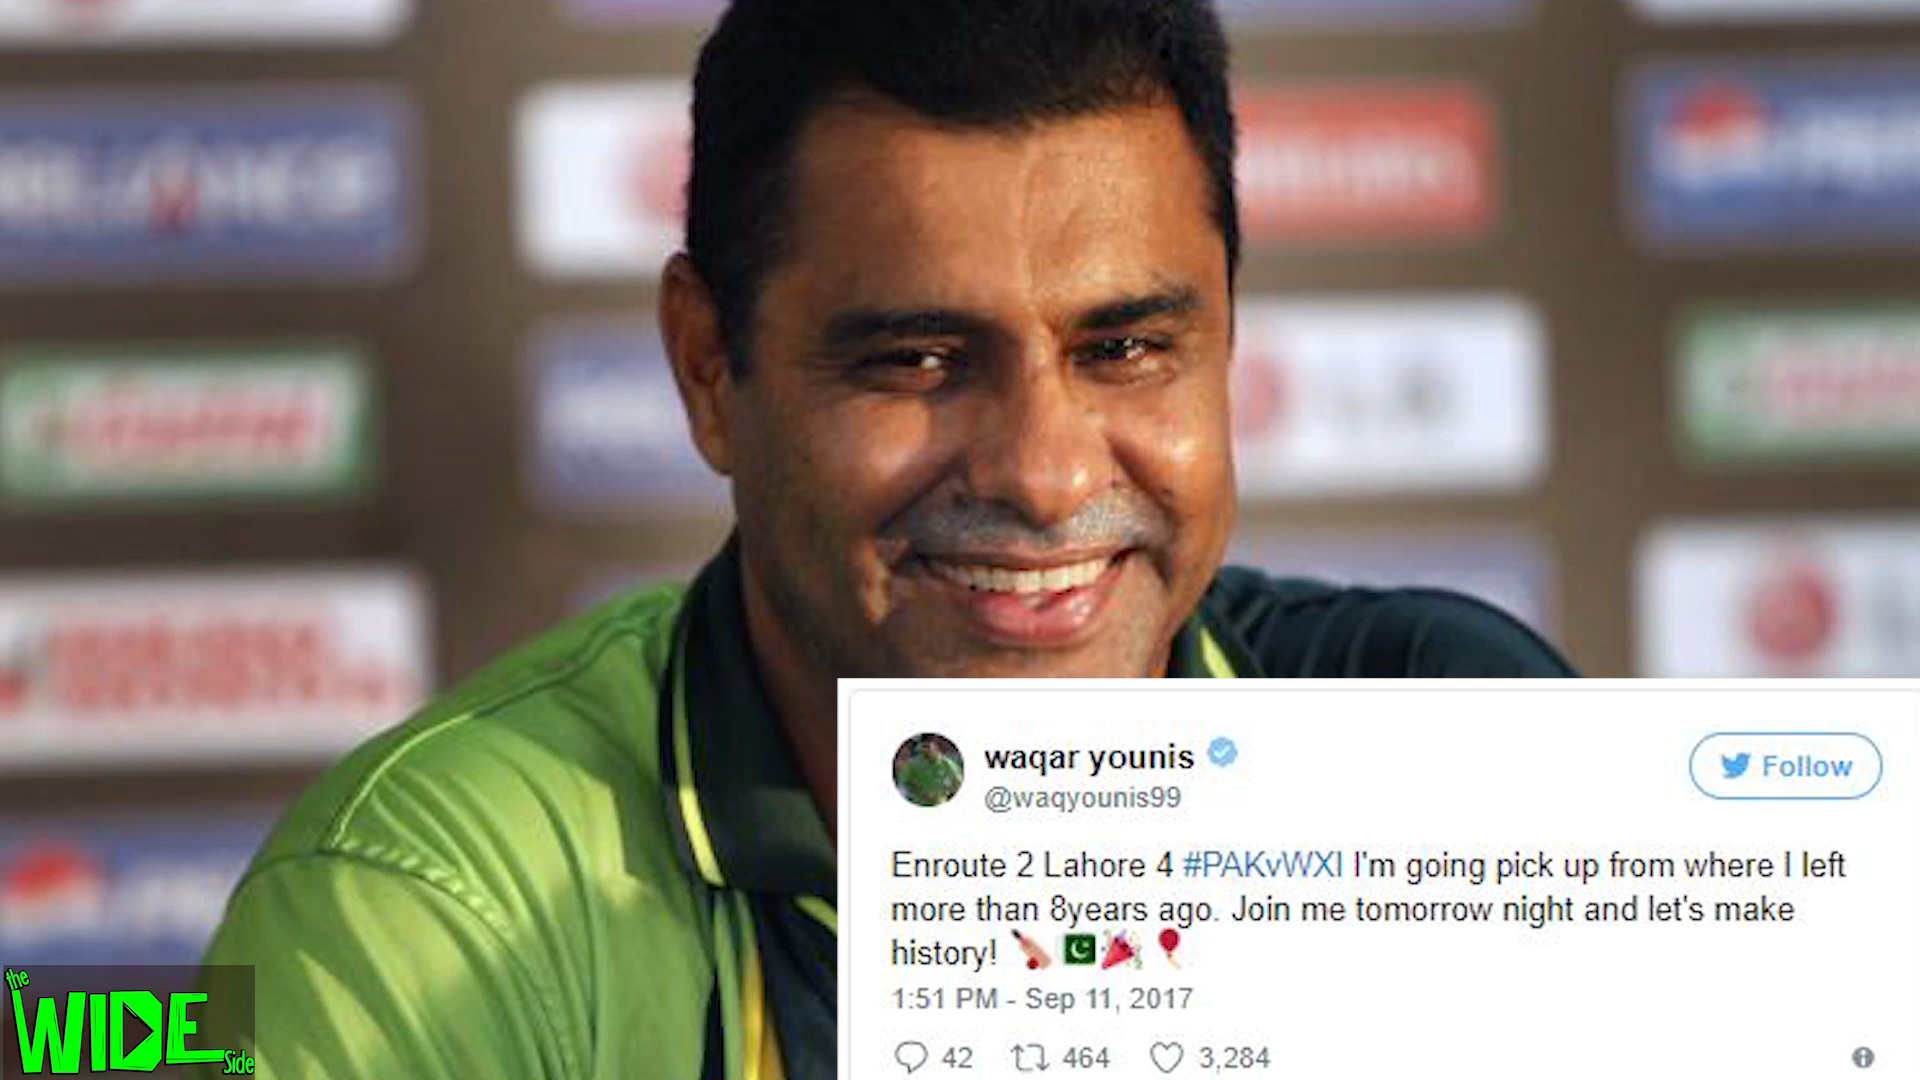 RELIANCE
waqar younis
@waqyounis99
Follow
Enroute 2 Lahore 4 #PAKvWXI I'm going pick up from where I left
more than 8years ago. Join me tomorrow night and let's make
history!
1:51 PM - Sep 11, 2017
42 464 3,284
the
WIDE
Side